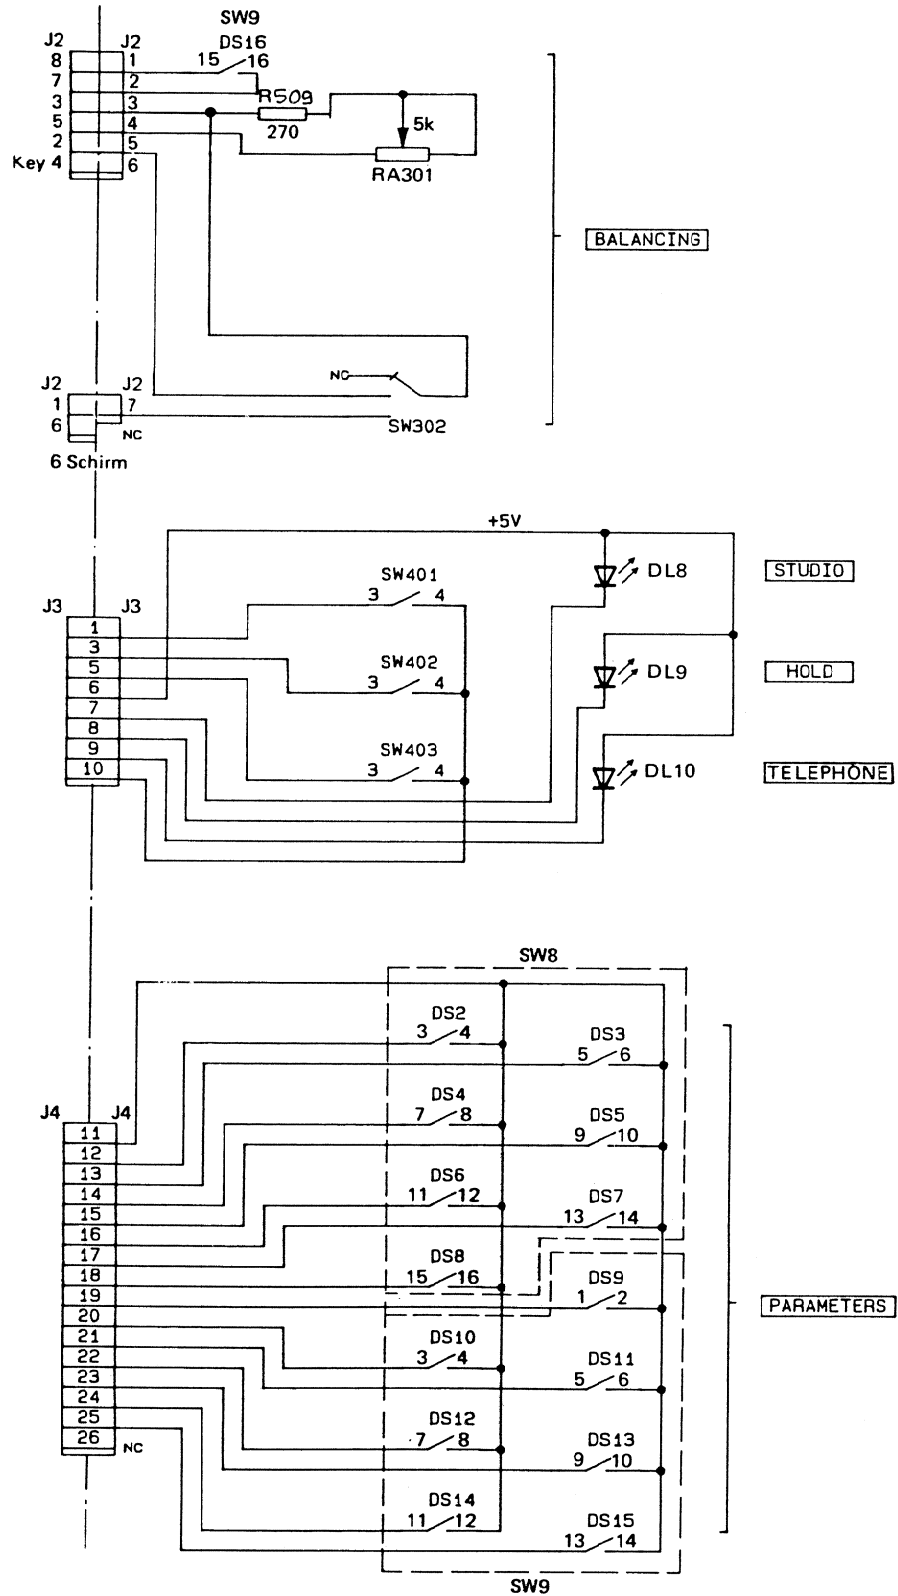 SW9
J2 J2 DS16
8 1 15 16
7 2
R509
3 3
5 4 270 5k
2 5
Key 4 6 RA301
BALANCING
NC
J2 J2
1 7
6 NC SW302
6 Schirm
+5V
SW401 DL8 STUDIO
J3 J3 3 4
1
3
5 SW402 DL9 HOLD
6 3 4
7
8
9 SW403
10 3 4 DL10 TELEPHONE
SW8
DS2
3 4 DS3
5 6
DS4
J4 J4 7 8 DS5
11 9 10
12
13 DS6
14 11 12 DS7
15 13 14
16
17 DS8
18 15 16 DS9
19 1 2 PARAMETERS
20
21 DS10
22 3 4 DS11
23 5 6
24
25 DS12
26 NC 7 8 DS13
9 10
DS14
11 12 DS15
13 14
SW9